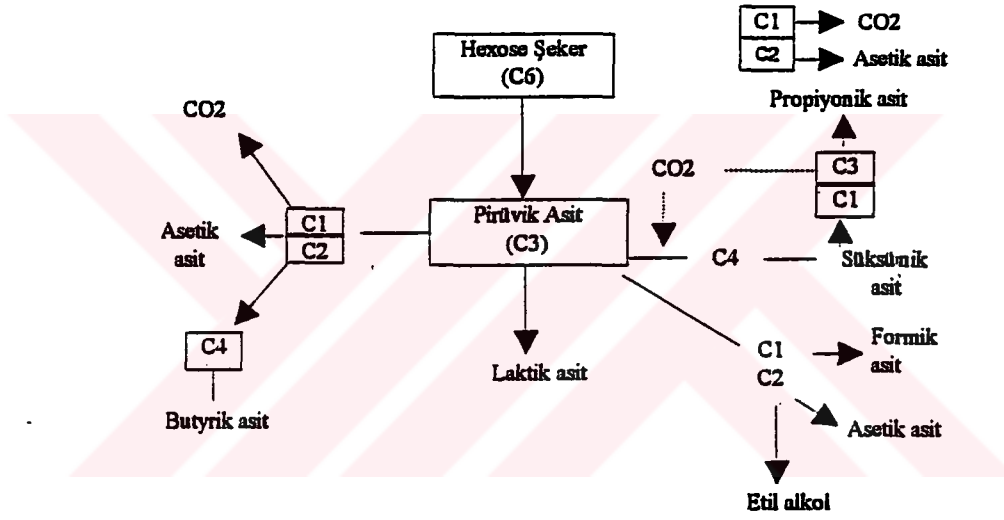 C1
CO2
C2
Asetik asit
Hexose Şeker
(C6)
Propiyonik asit
CO2
CO2
C3
C1
Pirüvik Asit
(C3)
C1
C2
Asetik
asit
C4
Süksünik
asit
C4
Butyrik asit
Laktik asit
C1
C2
Formik
asit
Asetik asit
Etil alkol